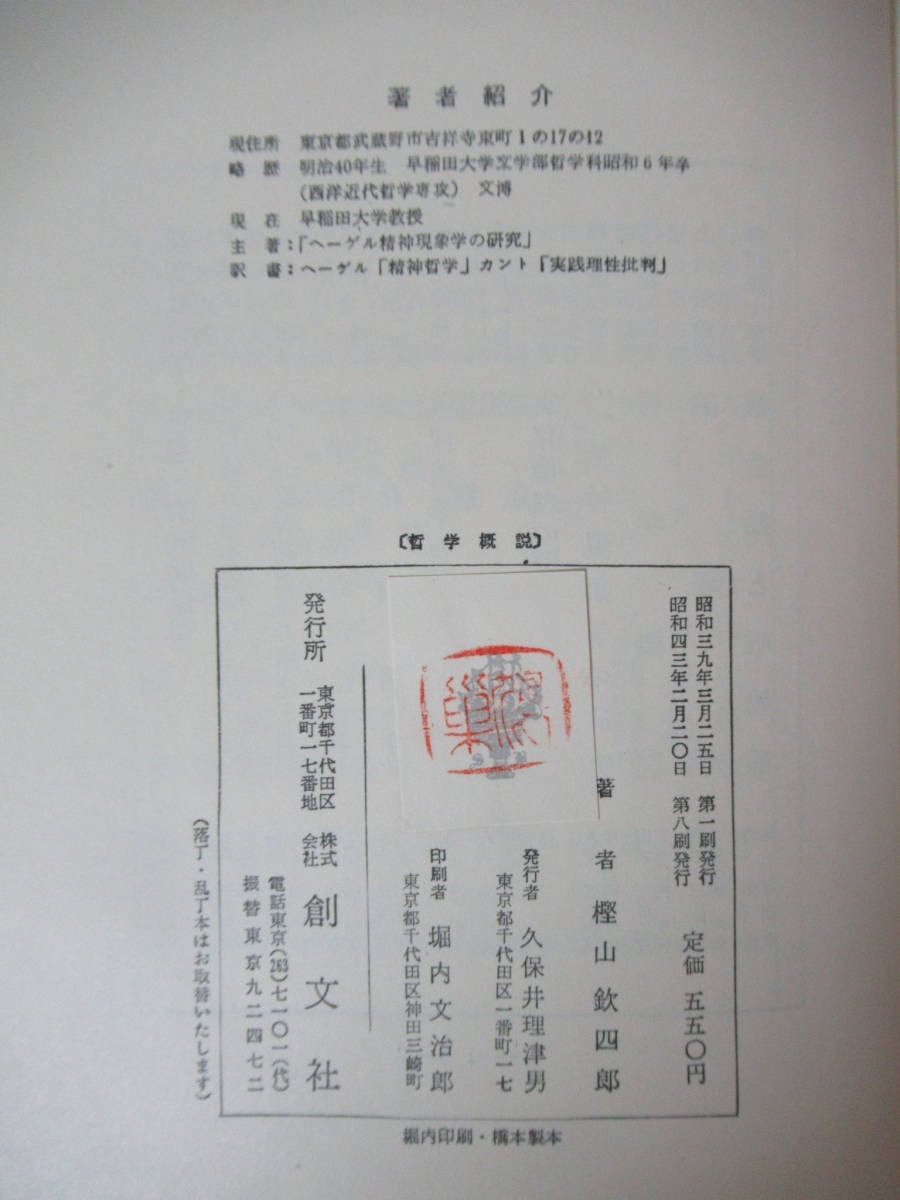 著者紹介
現住所　東京都武蔵野市吉祥寺東町1の17の12
略歴　明治40年生　早稲田大学文学部哲学科昭和6年卒
（西洋近代哲学専攻）　文博
現在　早稲田大学教授
主著：「ヘーゲル精神現象学の研究」
訳書：ヘーゲル「精神哲学」カント「実践理性批判」
〔哲学概説〕
昭和三九年三月二五日　第一刷発行
昭和四三年二月二〇日　第八刷発行
定価　五五〇円
著者　樫山欽四郎
発行者　久保井理津男
東京都千代田区一番町一七
印刷者　堀内文治郎
東京都千代田区神田三崎町
発行所
東京都千代田区
一番町一七番地
株式会社　創文社
電話東京(263)七一〇一(代)
振替東京九二四七二
（落丁・乱丁本はお取替いたします）
堀内印刷・橋本製本